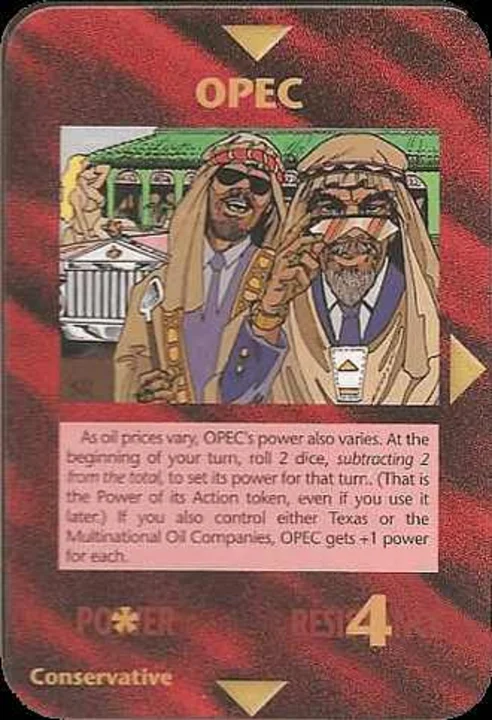 OPEC
As oil prices vary, OPEC's power also varies. At the
beginning of your turn, roll 2 dice, subtracting 2
from the total, to set its power for that turn. (That is
the Power of its Action token, even if you use it
later.) If you also control either Texas or the
Multinational Oil Companies, OPEC gets +1 power
for each.
PO*ER RESI4
Conservative